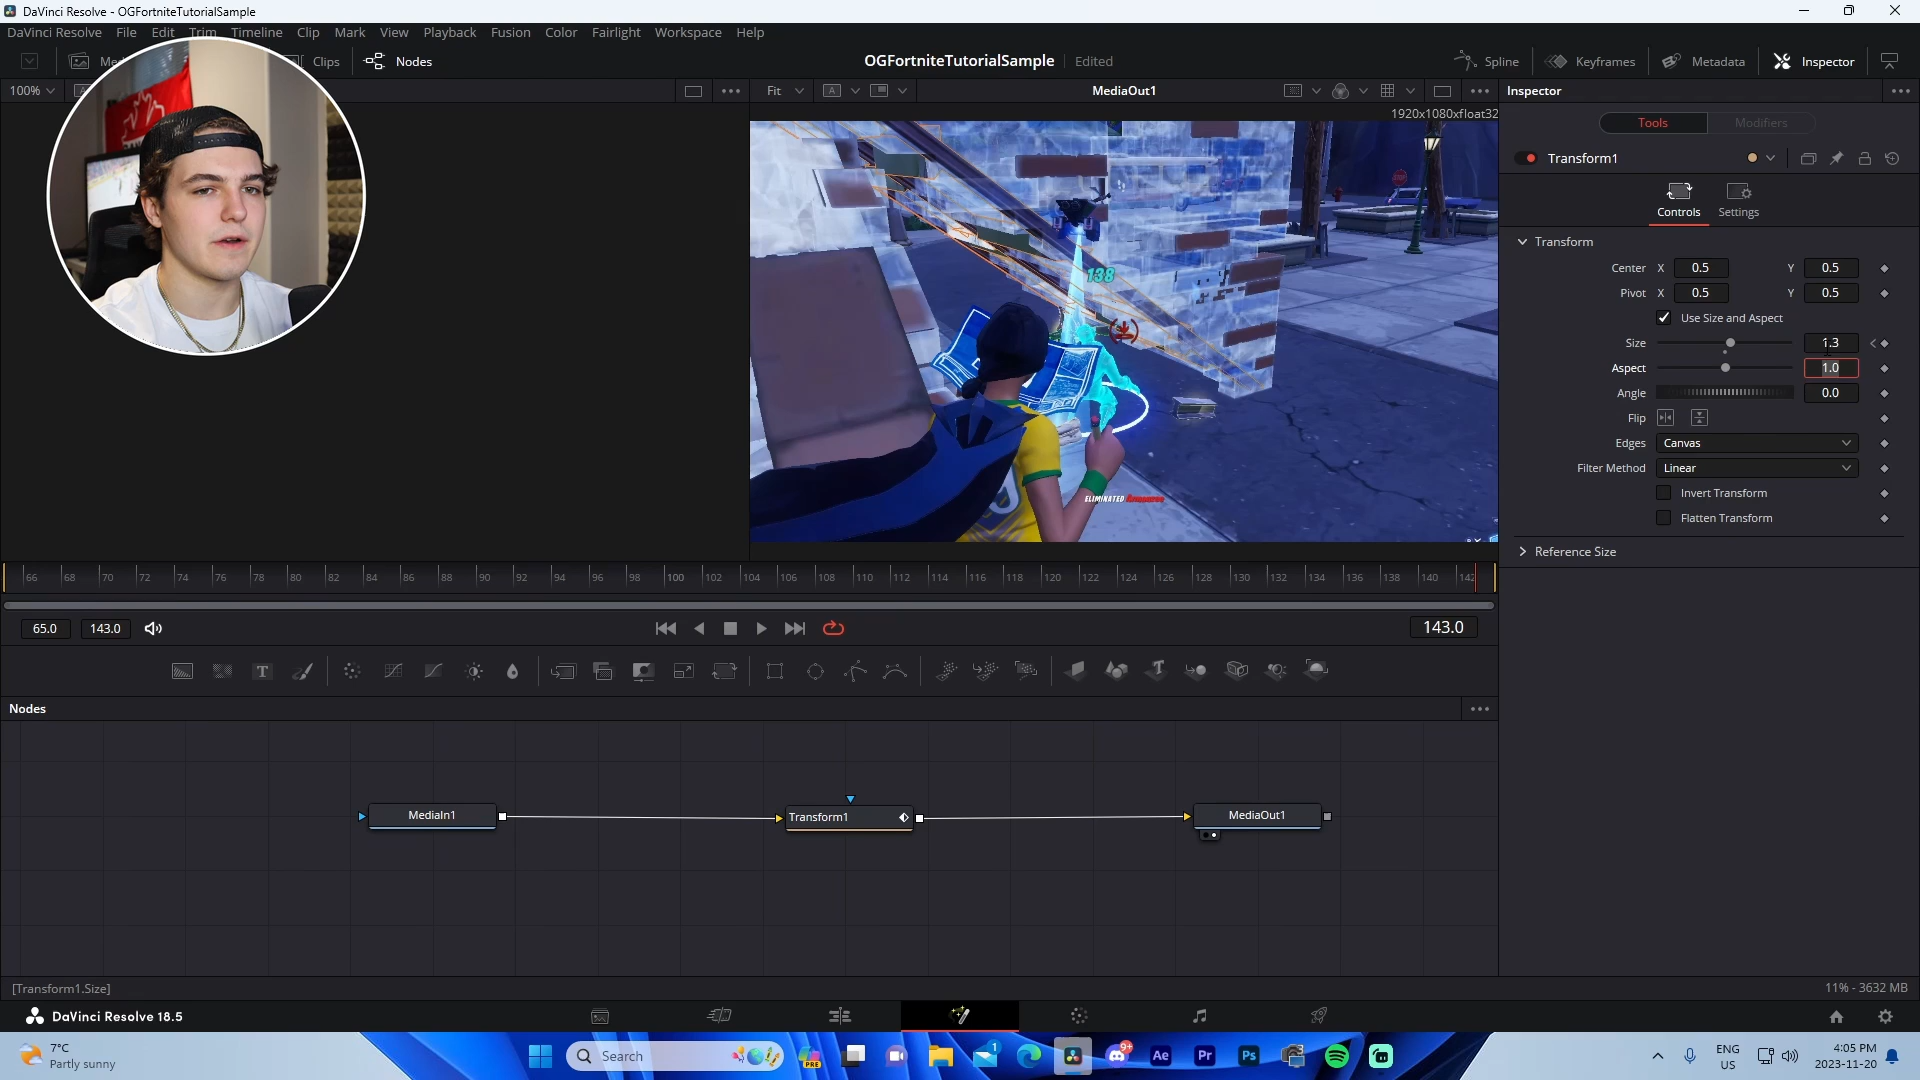 DaVinci Resolve - OGFortniteTutorialSample
DaVinci Resolve File Edit Trim Timeline Clip Mark View Playback Fusion Color Fairlight Workspace Help
Clips Nodes OGFortniteTutorialSample Edited Spline Keyframes Metadata Inspector
100% Fit MediaOut1 Inspector
1920x1080xfloat32
Tools Modifiers
Transform1
Controls Settings
Transform
Center X 0.5 Y 0.5
Pivot X 0.5 Y 0.5
Use Size and Aspect
Size 1.3
Aspect 1.0
Angle 0.0
Flip
Edges Canvas
Filter Method Linear
Invert Transform
Flatten Transform
Reference Size
138
ELIMINATED
66 68 70 72 74 76 78 80 82 84 86 88 90 92 94 96 98 100 102 104 106 108 110 112 114 116 118 120 122 124 126 128 130 132 134 136 138 140 142
65.0 143.0 143.0
Nodes
MediaIn1 Transform1 MediaOut1
[Transform1.Size] 11% - 3632 MB
DaVinci Resolve 18.5
7°C
Partly sunny
Search
PRE
1
9+
Ae
Pr
Ps
ENG
US
4:05 PM
2023-11-20